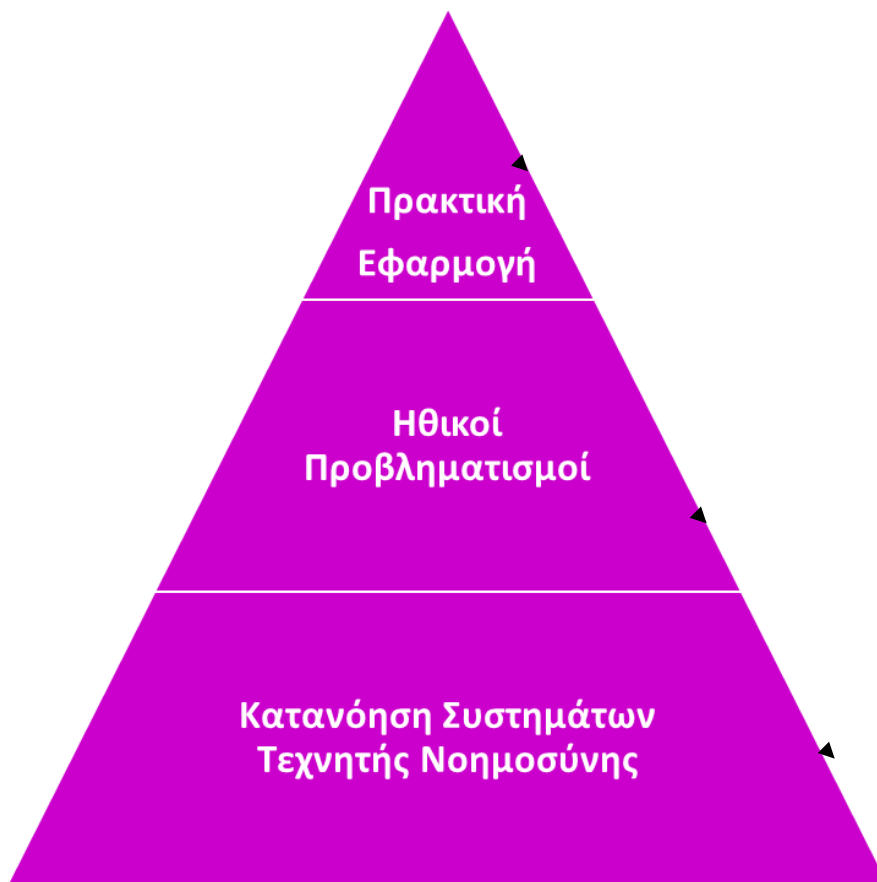 Πρακτική
Εφαρμογή
Ηθικοί
Προβληματισμοί
Κατανόηση Συστημάτων
Τεχνητής Νοημοσύνης